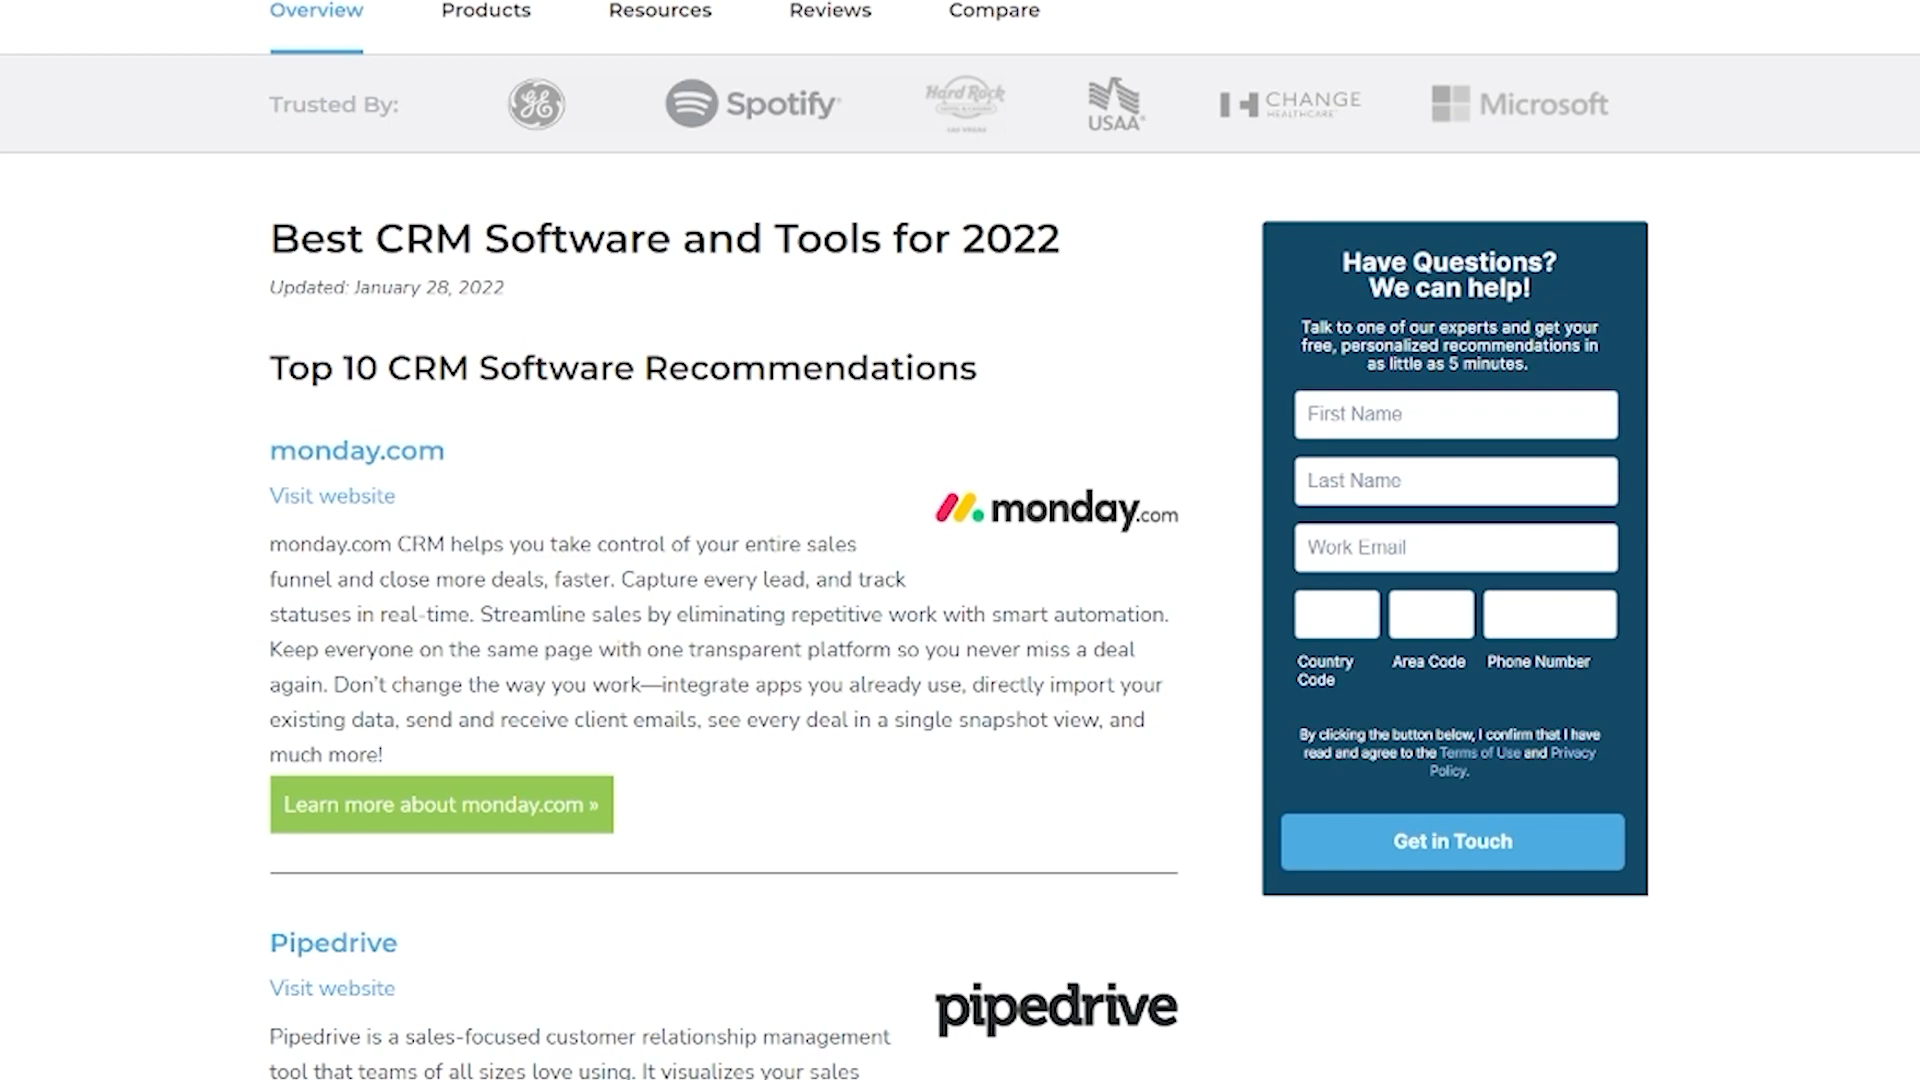 Overview Products Resources Reviews Compare
Trusted By: GE Spotify Hard Rock HOTEL & CASINO LAS VEGAS USAA CHANGE HEALTHCARE Microsoft
Best CRM Software and Tools for 2022
Updated: January 28, 2022
Top 10 CRM Software Recommendations
monday.com
Visit website
monday.com
monday.com CRM helps you take control of your entire sales
funnel and close more deals, faster. Capture every lead, and track
statuses in real-time. Streamline sales by eliminating repetitive work with smart automation.
Keep everyone on the same page with one transparent platform so you never miss a deal
again. Don’t change the way you work—integrate apps you already use, directly import your
existing data, send and receive client emails, see every deal in a single snapshot view, and
much more!
Learn more about monday.com »
Pipedrive
Visit website
pipedrive
Pipedrive is a sales-focused customer relationship management
tool that teams of all sizes love using. It visualizes your sales
Have Questions?
We can help!
Talk to one of our experts and get your
free, personalized recommendations in
as little as 5 minutes.
First Name
Last Name
Work Email
Country Code
Area Code
Phone Number
By clicking the button below, I confirm that I have
read and agree to the Terms of Use and Privacy
Policy.
Get in Touch